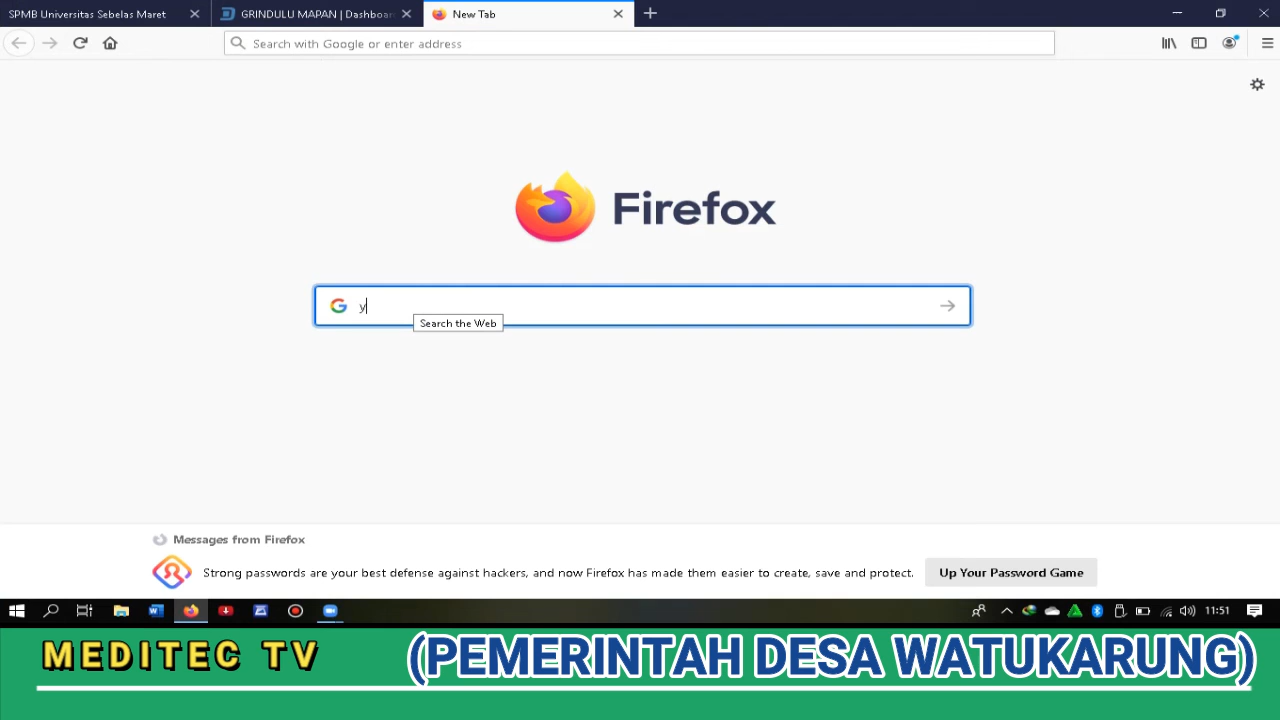 SPMB Universitas Sebelas Maret
GRINDULU MAPAN | Dashboar
New Tab
Search with Google or enter address
Firefox
y
Search the Web
Messages from Firefox
Strong passwords are your best defense against hackers, and now Firefox has made them easier to create, save and protect.
Up Your Password Game
11:51
MEDITEC TV
(PEMERINTAH DESA WATUKARUNG)